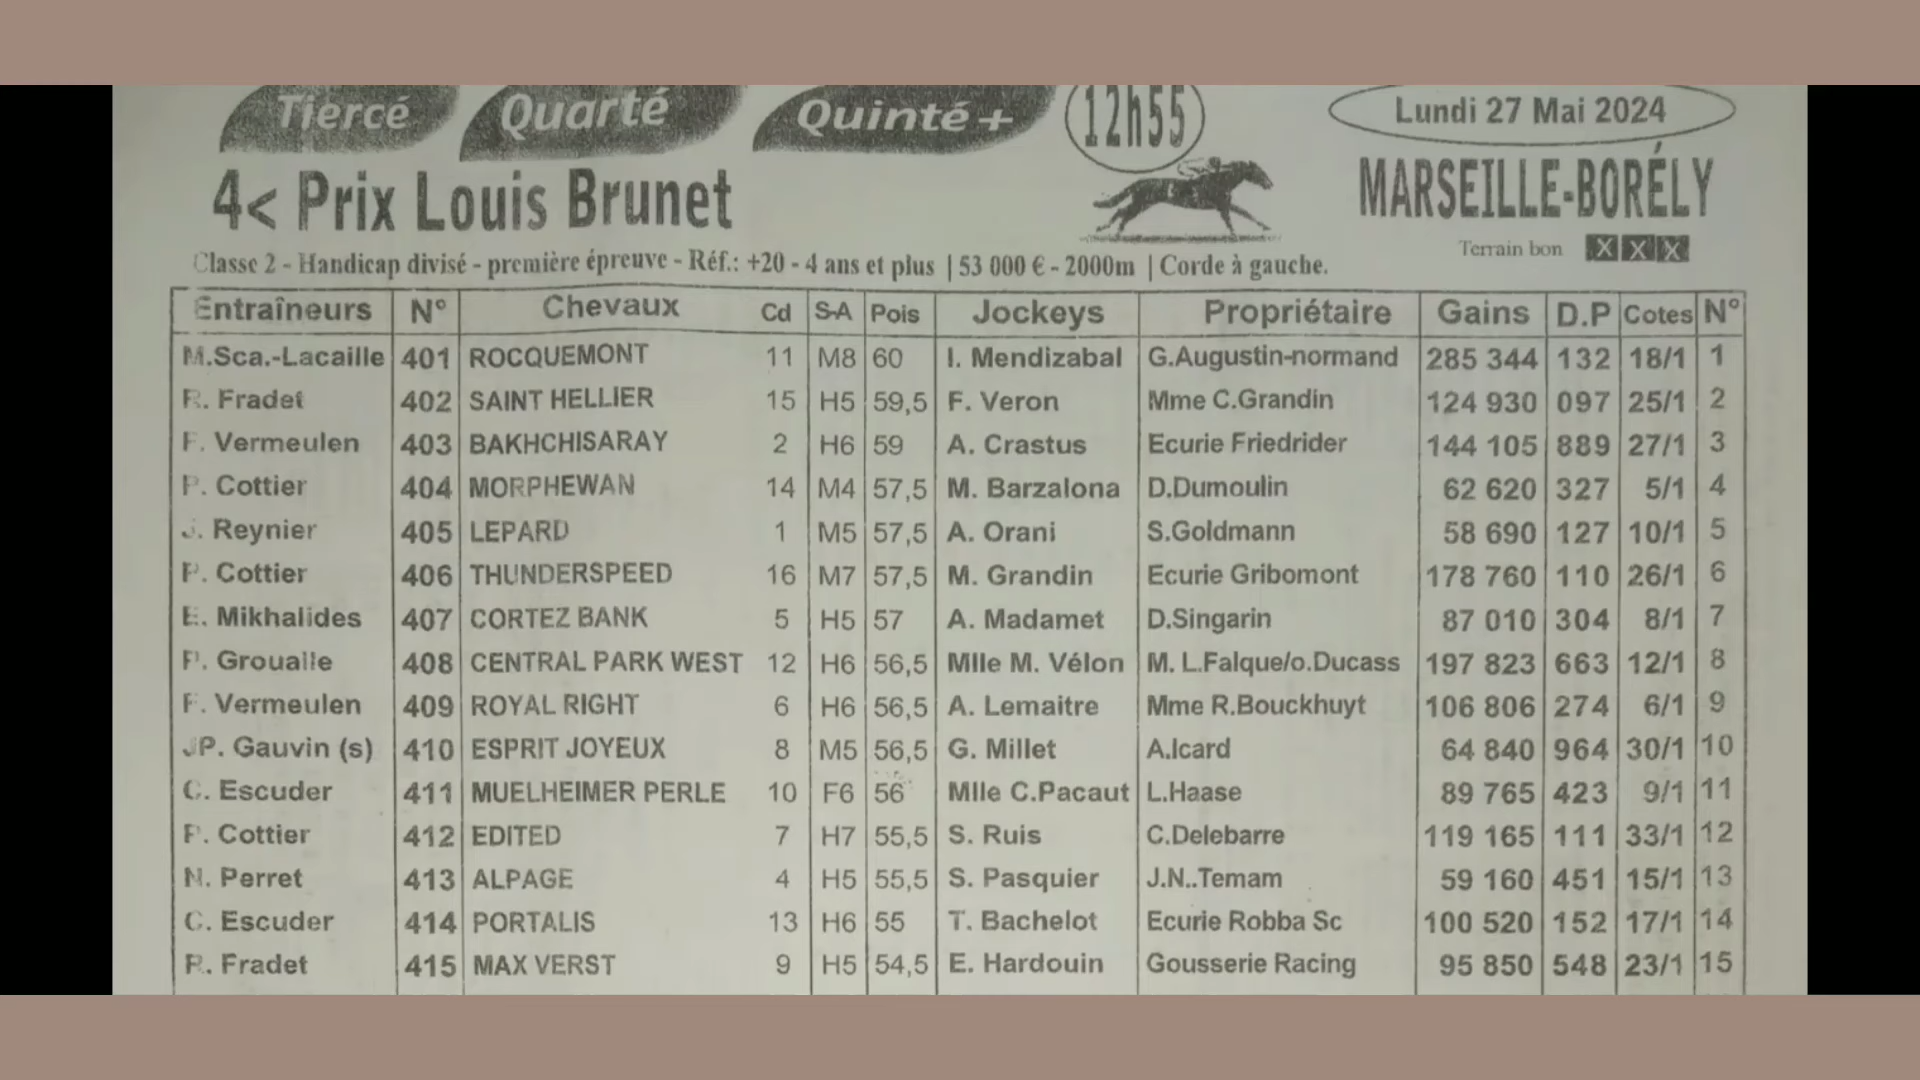 Tiercé Quarté Quinté+ 12h55 Lundi 27 Mai 2024
4< Prix Louis Brunet MARSEILLE-BORÉLY
Terrain bon X X X
Classe 2 - Handicap divisé - première épreuve - Réf.: +20 - 4 ans et plus | 53 000 € - 2000m | Corde à gauche.
Entraîneurs N° Chevaux Cd S-A Pois Jockeys Propriétaire Gains D.P Cotes N°
M.Sca.-Lacaille 401 ROCQUEMONT 11 M8 60 I. Mendizabal G.Augustin-normand 285 344 132 18/1 1
R. Fradet 402 SAINT HELLIER 15 H5 59,5 F. Veron Mme C.Grandin 124 930 097 25/1 2
F. Vermeulen 403 BAKHCHISARAY 2 H6 59 A. Crastus Ecurie Friedrider 144 105 889 27/1 3
P. Cottier 404 MORPHEWAN 14 M4 57,5 M. Barzalona D.Dumoulin 62 620 327 5/1 4
J. Reynier 405 LEPARD 1 M5 57,5 A. Orani S.Goldmann 58 690 127 10/1 5
P. Cottier 406 THUNDERSPEED 16 M7 57,5 M. Grandin Ecurie Gribomont 178 760 110 26/1 6
E. Mikhalides 407 CORTEZ BANK 5 H5 57 A. Madamet D.Singarin 87 010 304 8/1 7
P. Groualle 408 CENTRAL PARK WEST 12 H6 56,5 Mlle M. Vélon M. L.Falque/o.Ducass 197 823 663 12/1 8
F. Vermeulen 409 ROYAL RIGHT 6 H6 56,5 A. Lemaitre Mme R.Bouckhuyt 106 806 274 6/1 9
JP. Gauvin (s) 410 ESPRIT JOYEUX 8 M5 56,5 G. Millet A.Icard 64 840 964 30/1 10
C. Escuder 411 MUELHEIMER PERLE 10 F6 56 Mlle C.Pacaut L.Haase 89 765 423 9/1 11
P. Cottier 412 EDITED 7 H7 55,5 S. Ruis C.Delebarre 119 165 111 33/1 12
N. Perret 413 ALPAGE 4 H5 55,5 S. Pasquier J.N..Temam 59 160 451 15/1 13
C. Escuder 414 PORTALIS 13 H6 55 T. Bachelot Ecurie Robba Sc 100 520 152 17/1 14
R. Fradet 415 MAX VERST 9 H5 54,5 E. Hardouin Gousserie Racing 95 850 548 23/1 15